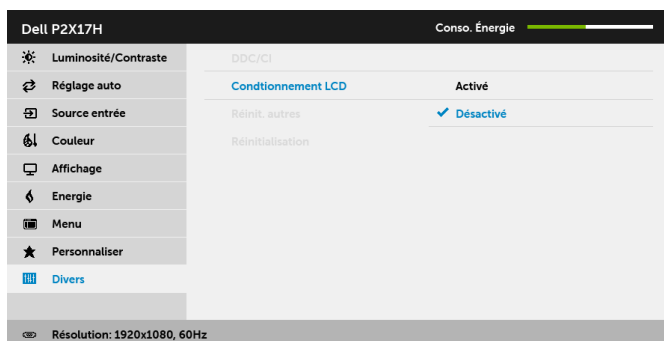 Dell P2X17H
Conso. Énergie
Luminosité/Contraste
DDC/CI
Réglage auto
Condtionnement LCD
Activé
Source entrée
Réinit. autres
Désactivé
Couleur
Réinitialisation
Affichage
Energie
Menu
Personnaliser
Divers
Résolution: 1920x1080, 60Hz